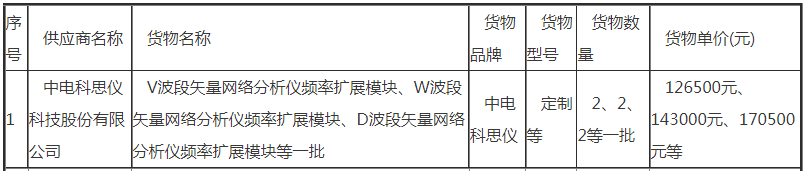 序号
供应商名称
货物名称
货物品牌
货物型号
货物数量
货物单价(元)
1
中电科思仪
科技股份有限
公司
V波段矢量网络分析仪频率扩展模块、W波段
矢量网络分析仪频率扩展模块、D波段矢量网络
分析仪频率扩展模块等一批
中电
科思仪
定制
等
2、2、
2等一批
126500元、
143000元、170500
元等